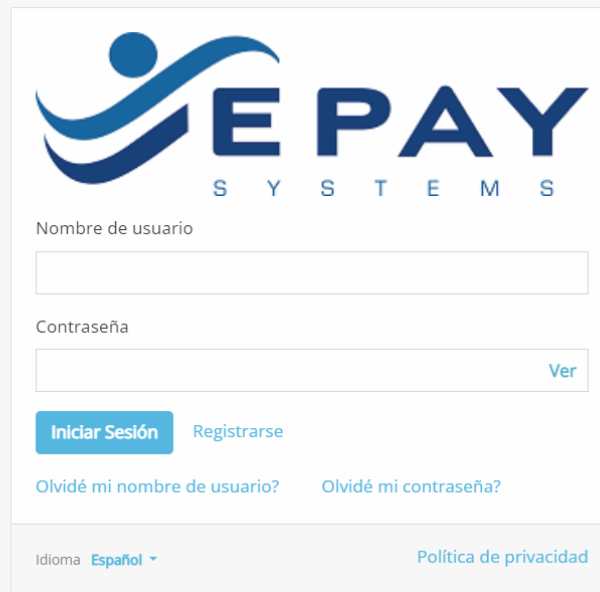 EPAY
SYSTEMS
Nombre de usuario
Contraseña
Ver
Iniciar Sesión Registrarse
Olvidé mi nombre de usuario? Olvidé mi contraseña?
Idioma Español Política de privacidad